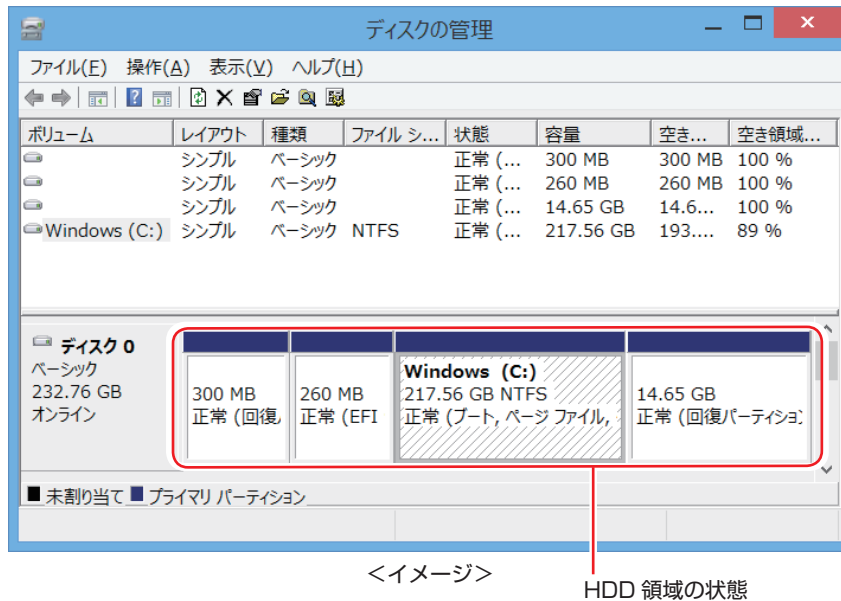 ディスクの管理
ファイル(F) 操作(A) 表示(V) ヘルプ(H)
ボリューム レイアウト 種類 ファイル シ... 状態 容量 空き... 空き領域...
シンプル ベーシック 正常 (... 300 MB 300 MB 100 %
シンプル ベーシック 正常 (... 260 MB 260 MB 100 %
シンプル ベーシック 正常 (... 14.65 GB 14.6... 100 %
Windows (C:) シンプル ベーシック NTFS 正常 (... 217.56 GB 193.... 89 %
ディスク 0
ベーシック
232.76 GB
オンライン
300 MB
正常 (回復
260 MB
正常 (EFI
Windows (C:)
217.56 GB NTFS
正常 (ブート, ページ ファイル,
14.65 GB
正常 (回復パーティション
未割り当て プライマリ パーティション
＜イメージ＞
HDD 領域の状態